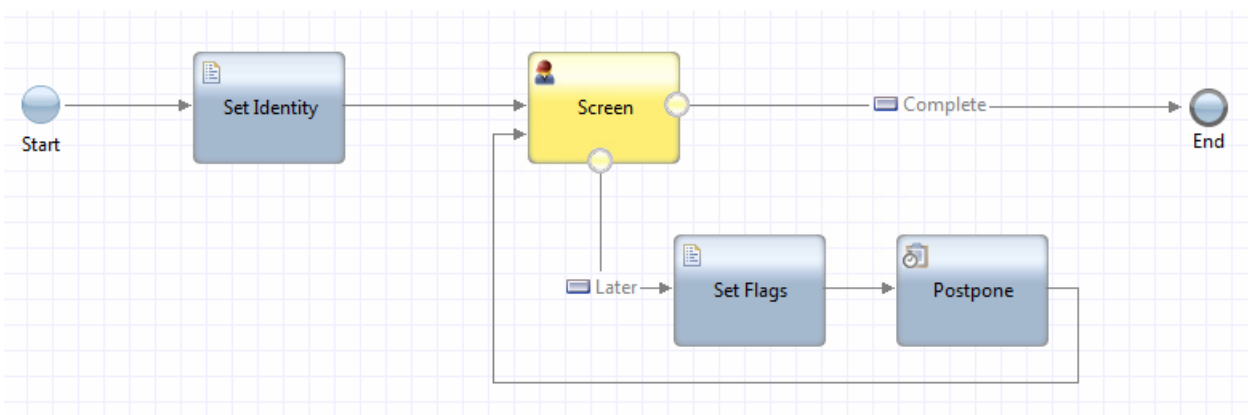 Start
Set Identity
Screen
Complete
End
Later
Set Flags
Postpone